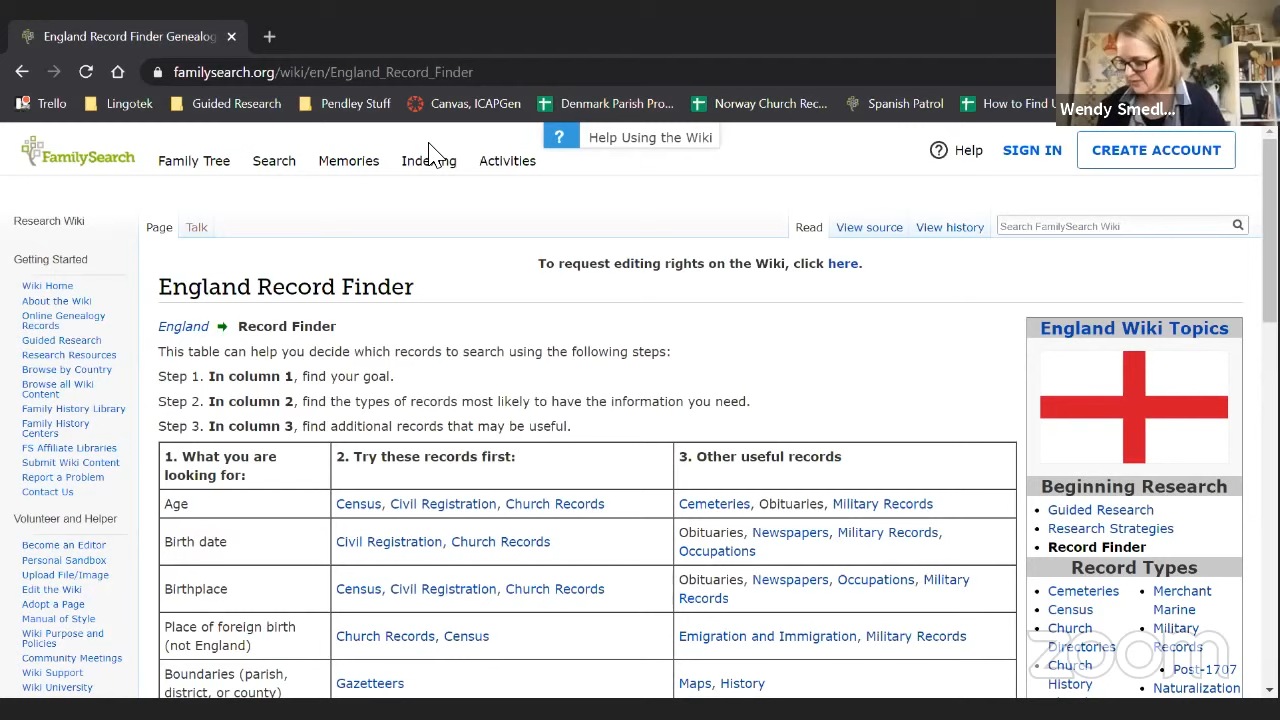 England Record Finder Genealog
familysearch.org/wiki/en/England_Record_Finder
Trello
Lingotek
Guided Research
Pendley Stuff
Canvas, ICAPGen
Denmark Parish Pro...
Norway Church Rec...
Spanish Patrol
How to Find
Wendy Smedl...
FamilySearch
Family Tree
Search
Memories
Indexing
Activities
? Help Using the Wiki
? Help
SIGN IN
CREATE ACCOUNT
Research Wiki
Getting Started
Wiki Home
About the Wiki
Online Genealogy
Records
Guided Research
Research Resources
Browse by Country
Browse all Wiki
Content
Family History Library
Family History
Centers
FS Affiliate Libraries
Submit Wiki Content
Report a Problem
Contact Us
Volunteer and Helper
Become an Editor
Personal Sandbox
Upload File/Image
Edit the Wiki
Adopt a Page
Manual of Style
Wiki Purpose and
Policies
Community Meetings
Wiki Support
Wiki University
Page
Talk
Read
View source
View history
Search FamilySearch Wiki
To request editing rights on the Wiki, click here.
England Record Finder
England Record Finder
This table can help you decide which records to search using the following steps:
Step 1. In column 1, find your goal.
Step 2. In column 2, find the types of records most likely to have the information you need.
Step 3. In column 3, find additional records that may be useful.
1. What you are
looking for:
2. Try these records first:
3. Other useful records
Age
Census, Civil Registration, Church Records
Cemeteries, Obituaries, Military Records
Birth date
Civil Registration, Church Records
Obituaries, Newspapers, Military Records,
Occupations
Birthplace
Census, Civil Registration, Church Records
Obituaries, Newspapers, Occupations, Military
Records
Place of foreign birth
(not England)
Church Records, Census
Emigration and Immigration, Military Records
Boundaries (parish,
district, or county)
Gazetteers
Maps, History
England Wiki Topics
Beginning Research
Guided Research
Research Strategies
Record Finder
Record Types
Cemeteries
Census
Church
Directories
Church
History
Merchant
Marine
Military
Records
Post-1707
Naturalization
zoom